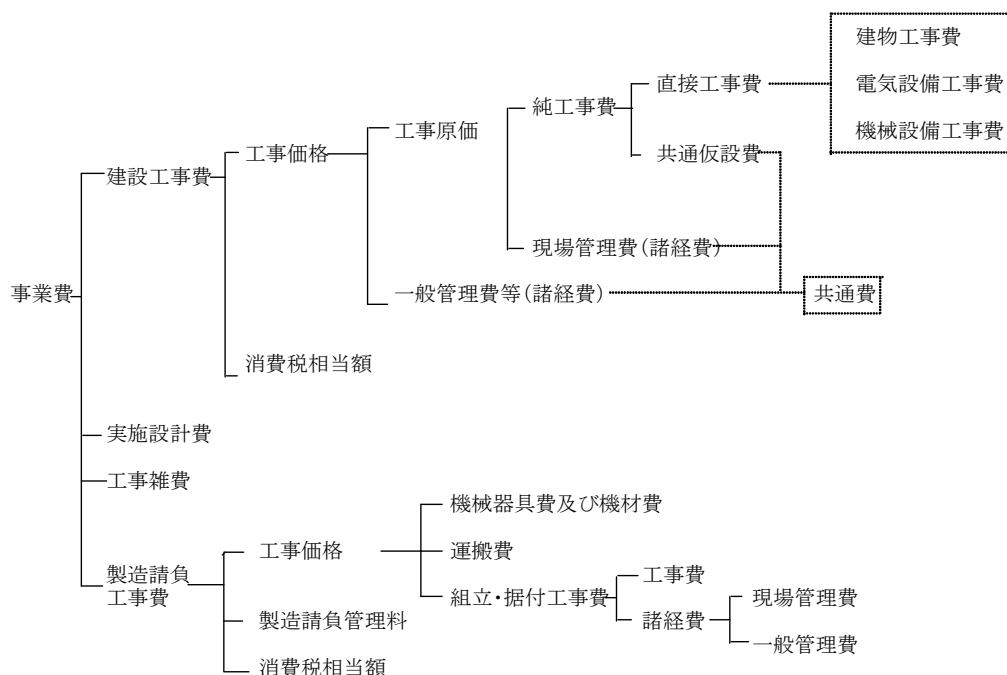 建物工事費
電気設備工事費
機械設備工事費
直接工事費
純工事費
共通仮設費
工事原価
工事価格
建設工事費
現場管理費(諸経費)
事業費
一般管理費等(諸経費)
共通費
消費税相当額
実施設計費
工事雑費
機械器具費及び機材費
工事価格
運搬費
製造請負
工事費
組立・据付工事費
工事費
諸経費
現場管理費
一般管理費
製造請負管理料
消費税相当額